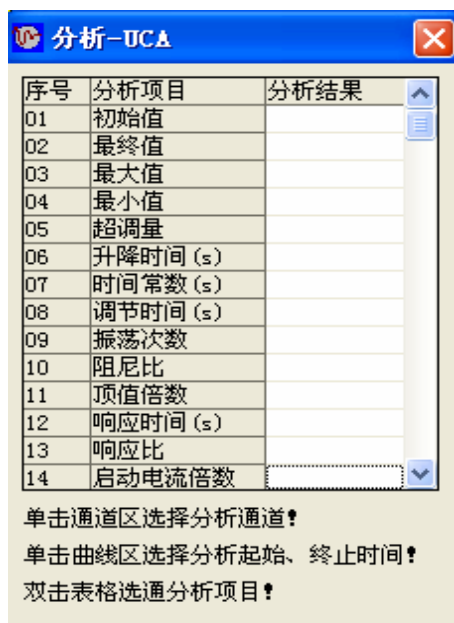 分析-UCA
序号 分析项目 分析结果
01 初始值
02 最终值
03 最大值
04 最小值
05 超调量
06 升降时间(s)
07 时间常数(s)
08 调节时间(s)
09 振荡次数
10 阻尼比
11 顶值倍数
12 响应时间(s)
13 响应比
14 启动电流倍数
单击通道区选择分析通道!
单击曲线区选择分析起始、终止时间!
双击表格选通分析项目!